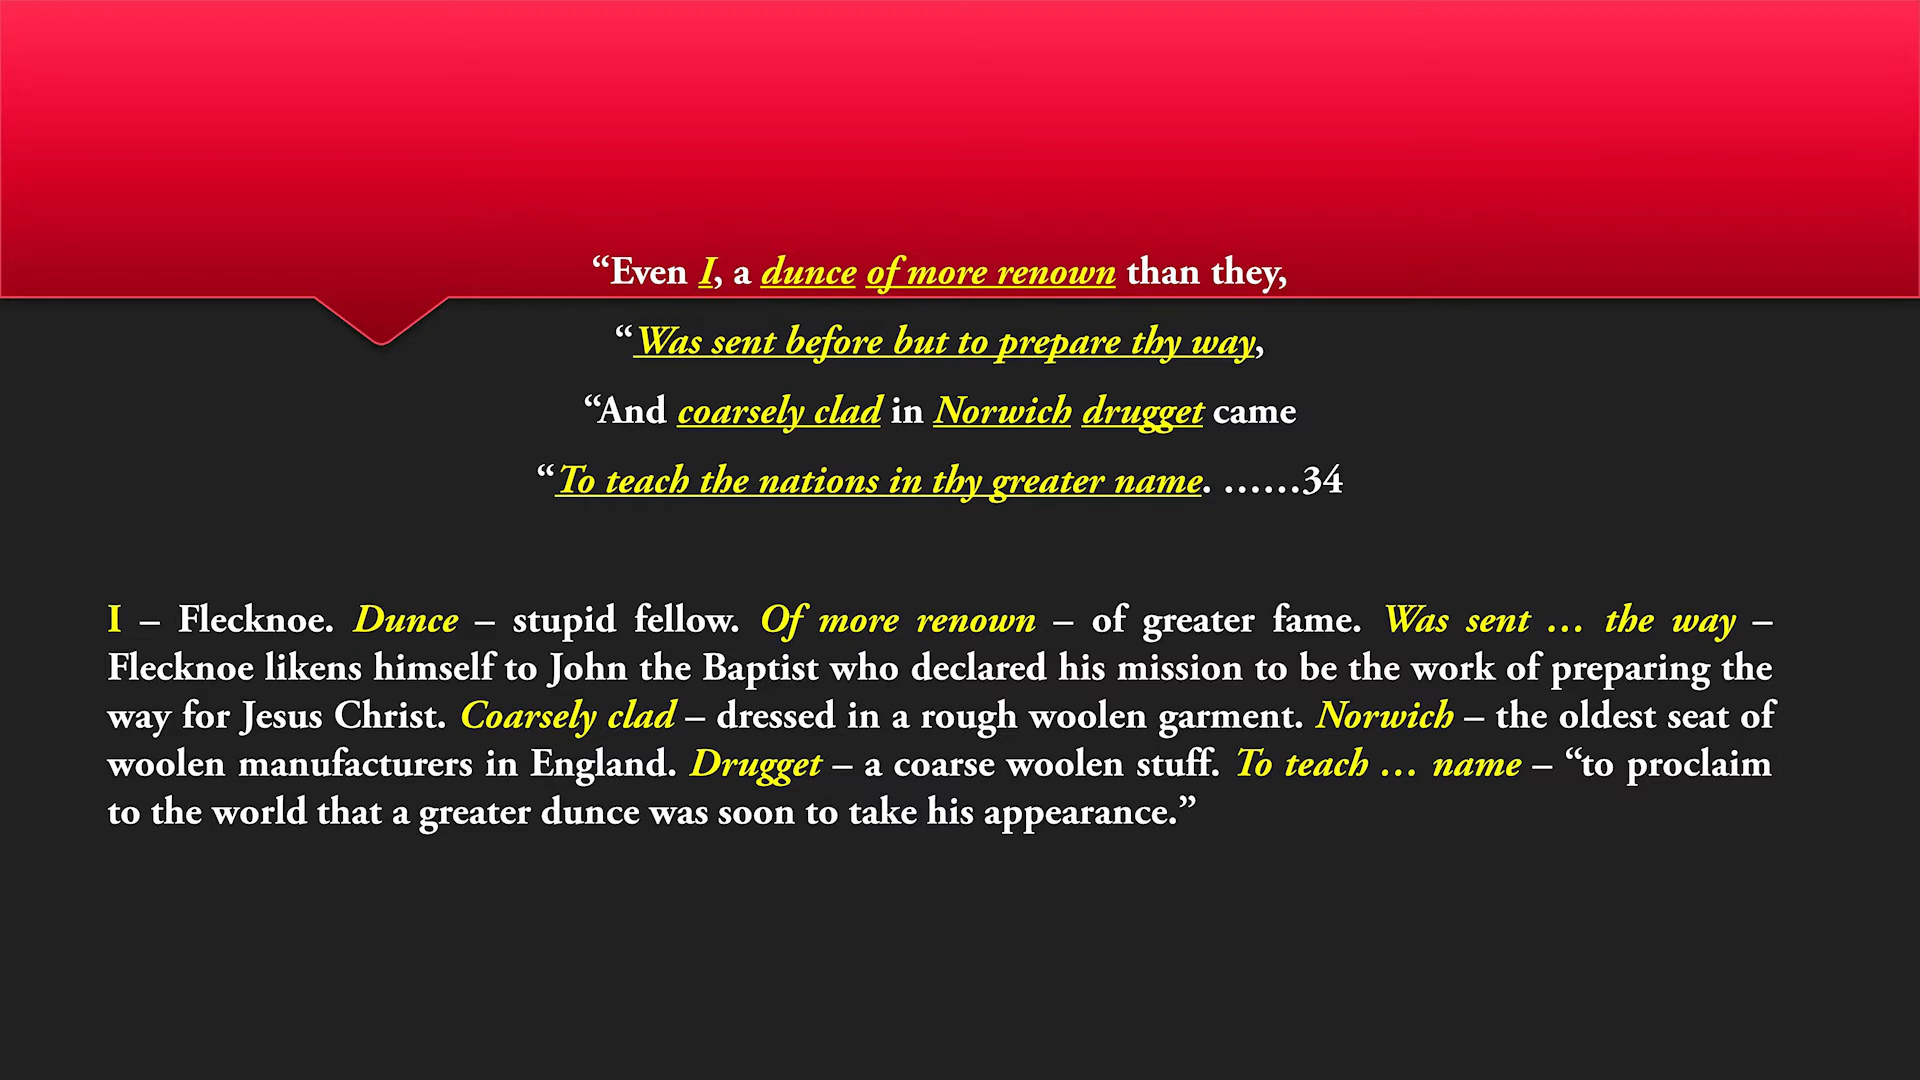 “Even I, a dunce of more renown than they,
“Was sent before but to prepare thy way,
“And coarsely clad in Norwich drugget came
“To teach the nations in thy greater name. ……34
I – Flecknoe. Dunce – stupid fellow. Of more renown – of greater fame. Was sent … the way –
Flecknoe likens himself to John the Baptist who declared his mission to be the work of preparing the
way for Jesus Christ. Coarsely clad – dressed in a rough woolen garment. Norwich – the oldest seat of
woolen manufacturers in England. Drugget – a coarse woolen stuff. To teach … name – “to proclaim
to the world that a greater dunce was soon to take his appearance.”